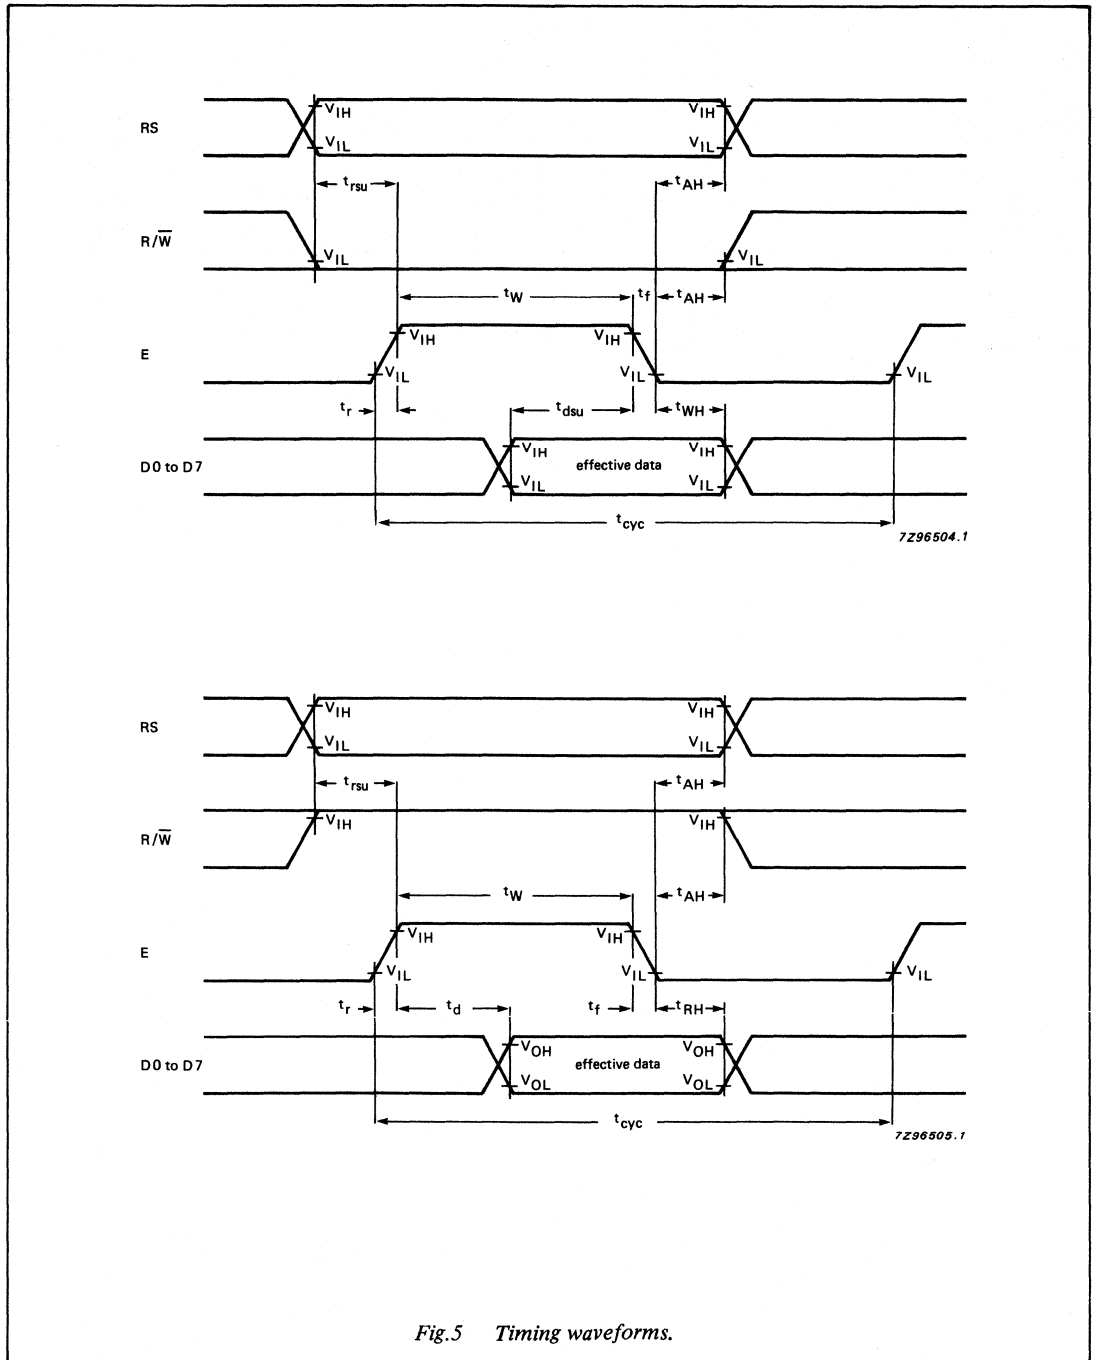 RS VIH VIH
VIL VIL
trsu tAH
R/W̅ VIL VIL
tW tf tAH
E VIH VIH
VIL VIL VIL
tr tdsu tWH
D0 to D7 VIH effective data VIH
VIL VIL
tcyc
7Z96504.1
RS VIH VIH
VIL VIL
trsu tAH
R/W̅ VIH VIH
tW tAH
E VIH VIH
VIL VIL VIL
tr td tf tRH
D0 to D7 VOH effective data VOH
VOL VOL
tcyc
7Z96505.1
Fig.5 Timing waveforms.